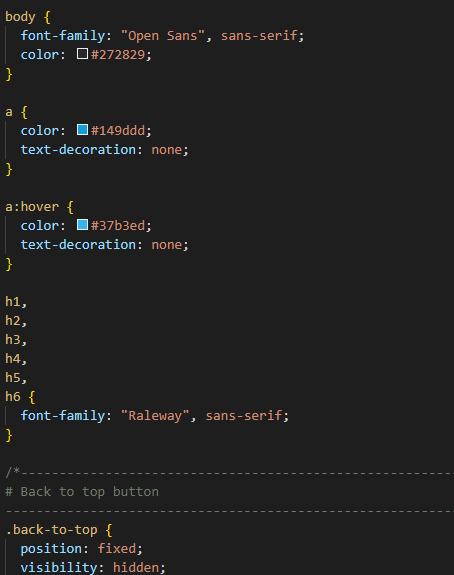 body {
  font-family: "Open Sans", sans-serif;
  color: #272829;
}
a {
  color: #149ddd;
  text-decoration: none;
}
a:hover {
  color: #37b3ed;
  text-decoration: none;
}
h1,
h2,
h3,
h4,
h5,
h6 {
  font-family: "Raleway", sans-serif;
}
/*--------------------------------------------------------
# Back to top button
----------------------------------------------------------
.back-to-top {
  position: fixed;
  visibility: hidden;